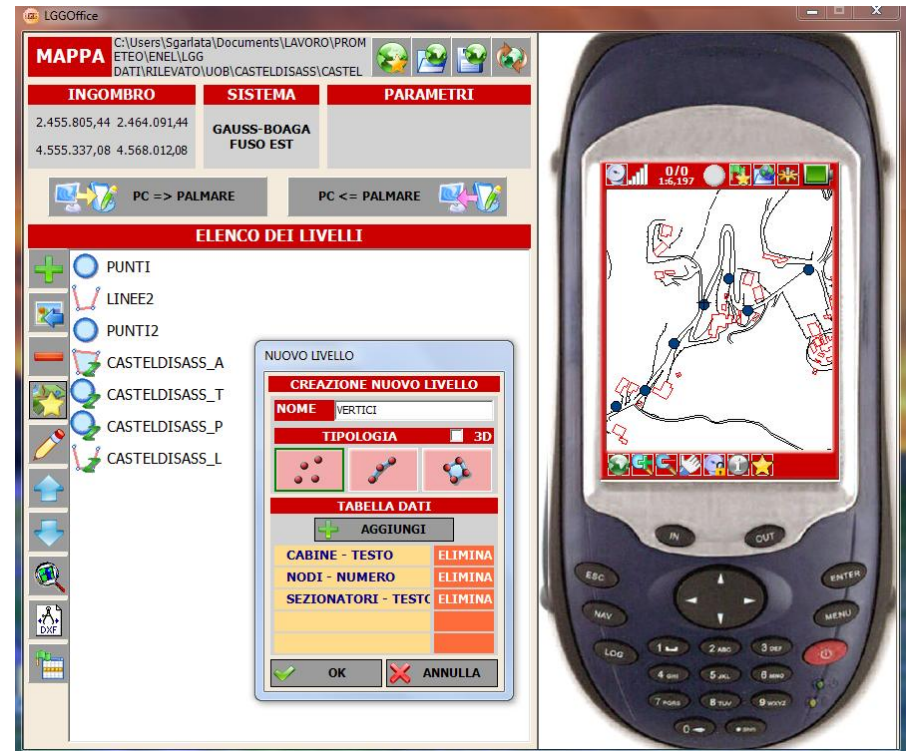 LGGOffice
MAPPA
C:\Users\Sgarlata\Documents\LAVORO\PROM
ETEO\ENEL\LGG
DATI\RILEVATO\UOB\CASTELDISASS\CASTEL
INGOMBRO SISTEMA PARAMETRI
2.455.805,44 2.464.091,44
4.555.337,08 4.568.012,08
GAUSS-BOAGA
FUSO EST
PC => PALMARE PC <= PALMARE
ELENCO DEI LIVELLI
PUNTI
LINEE2
PUNTI2
CASTELDISASS_A
CASTELDISASS_T
CASTELDISASS_P
CASTELDISASS_L
DXF
NUOVO LIVELLO
CREAZIONE NUOVO LIVELLO
NOME VERTICI
TIPOLOGIA 3D
TABELLA DATI
AGGIUNGI
CABINE - TESTO ELIMINA
NODI - NUMERO ELIMINA
SEZIONATORI - TESTO ELIMINA
OK ANNULLA
0/0
1:6,197
IN OUT
ESC ENTER
NAV MENU
LOG
1 2 ABC 3 DEF
4 GHI 5 JKL 6 MNO
7 PQRS 8 TUV 9 WXYZ
0